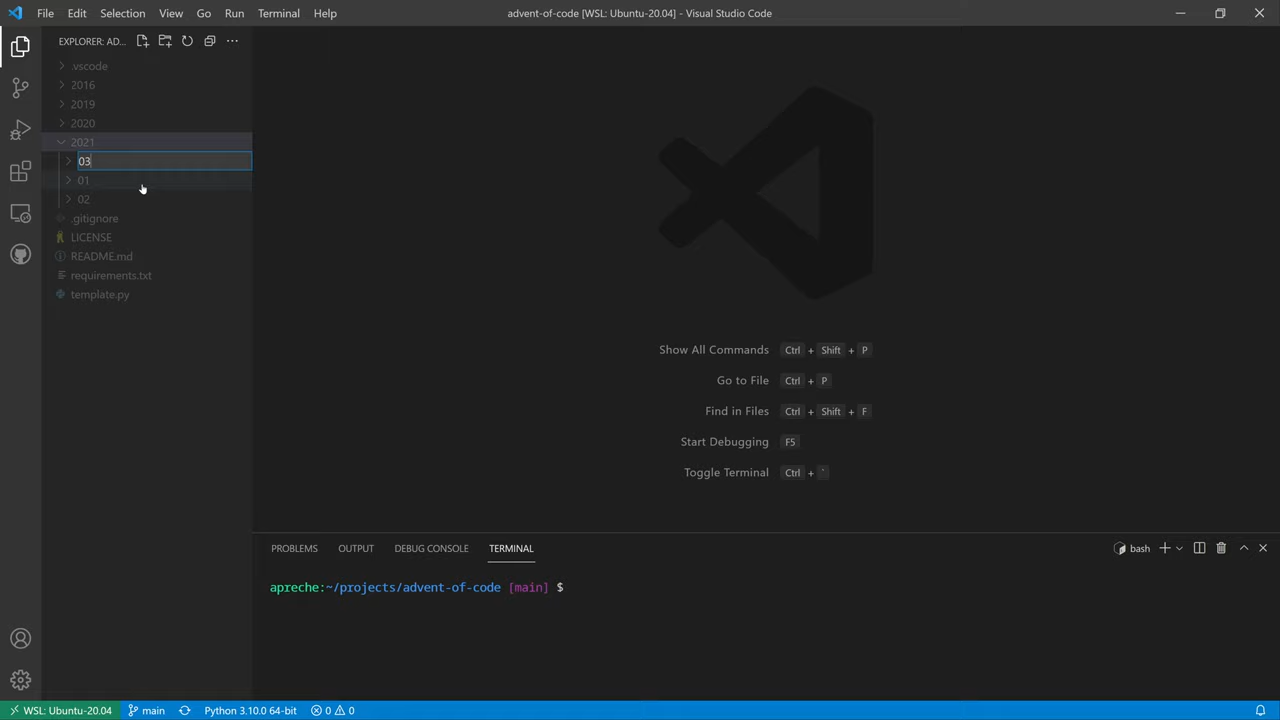 File Edit Selection View Go Run Terminal Help
advent-of-code [WSL: Ubuntu-20.04] - Visual Studio Code
EXPLORER: AD...
.vscode
2016
2019
2020
2021
03
01
02
.gitignore
LICENSE
README.md
requirements.txt
template.py
Show All Commands Ctrl + Shift + P
Go to File Ctrl + P
Find in Files Ctrl + Shift + F
Start Debugging F5
Toggle Terminal Ctrl + `
PROBLEMS OUTPUT DEBUG CONSOLE TERMINAL
bash
apreche:~/projects/advent-of-code [main] $
WSL: Ubuntu-20.04 main Python 3.10.0 64-bit 0 0